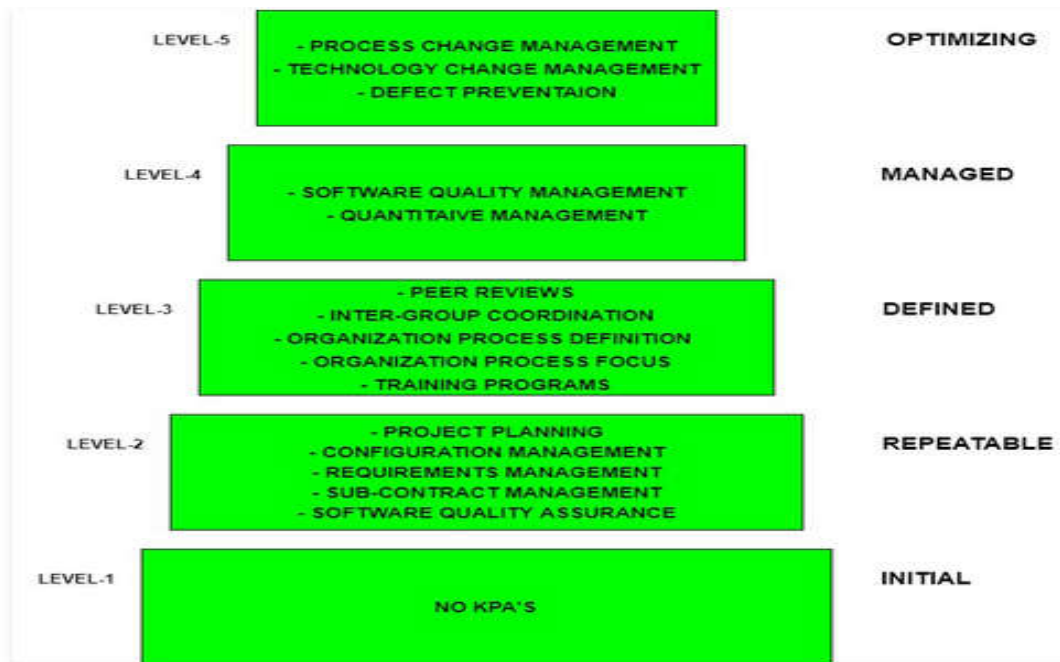 LEVEL-5
- PROCESS CHANGE MANAGEMENT
- TECHNOLOGY CHANGE MANAGEMENT
- DEFECT PREVENTAION
OPTIMIZING
LEVEL-4
- SOFTWARE QUALITY MANAGEMENT
- QUANTITAIVE MANAGEMENT
MANAGED
LEVEL-3
- PEER REVIEWS
- INTER-GROUP COORDINATION
- ORGANIZATION PROCESS DEFINITION
- ORGANIZATION PROCESS FOCUS
- TRAINING PROGRAMS
DEFINED
LEVEL-2
- PROJECT PLANNING
- CONFIGURATION MANAGEMENT
- REQUIREMENTS MANAGEMENT
- SUB-CONTRACT MANAGEMENT
- SOFTWARE QUALITY ASSURANCE
REPEATABLE
LEVEL-1
NO KPA'S
INITIAL